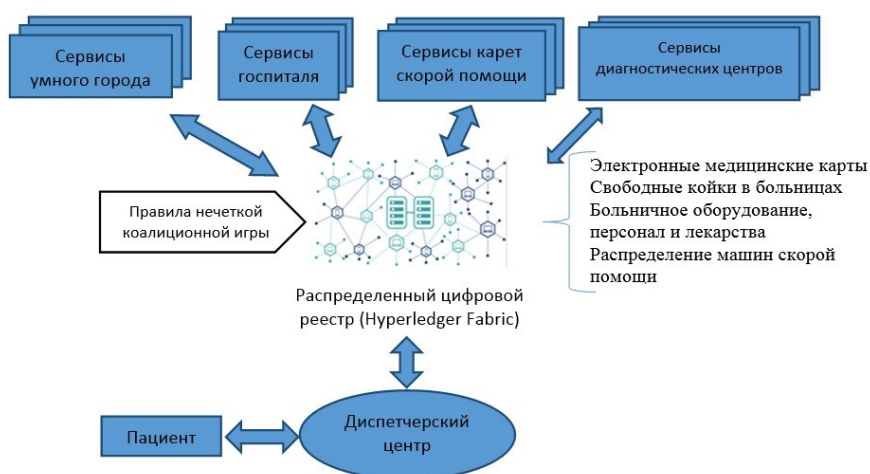 Сервисы
умного города
Сервисы
госпиталя
Сервисы карет
скорой помощи
Сервисы
диагностических центров
Правила нечеткой
коалиционной игры
Электронные медицинские карты
Свободные койки в больницах
Больничное оборудование,
персонал и лекарства
Распределение машин скорой
помощи
Распределенный цифровой
реестр (Hyperledger Fabric)
Пациент
Диспетчерский
центр